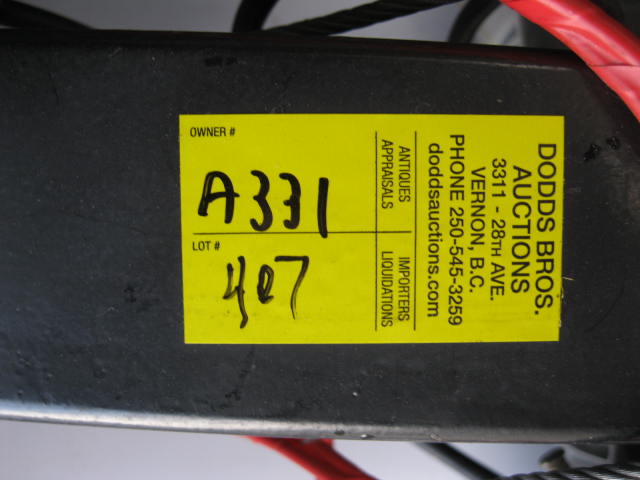 DODDS BROS.
AUCTIONS
3311 - 28TH AVE.
VERNON, B.C.
PHONE 250-545-3259
doddsauctions.com
ANTIQUES
APPRAISALS
IMPORTERS
LIQUIDATIONS
OWNER #
A331
LOT #
407